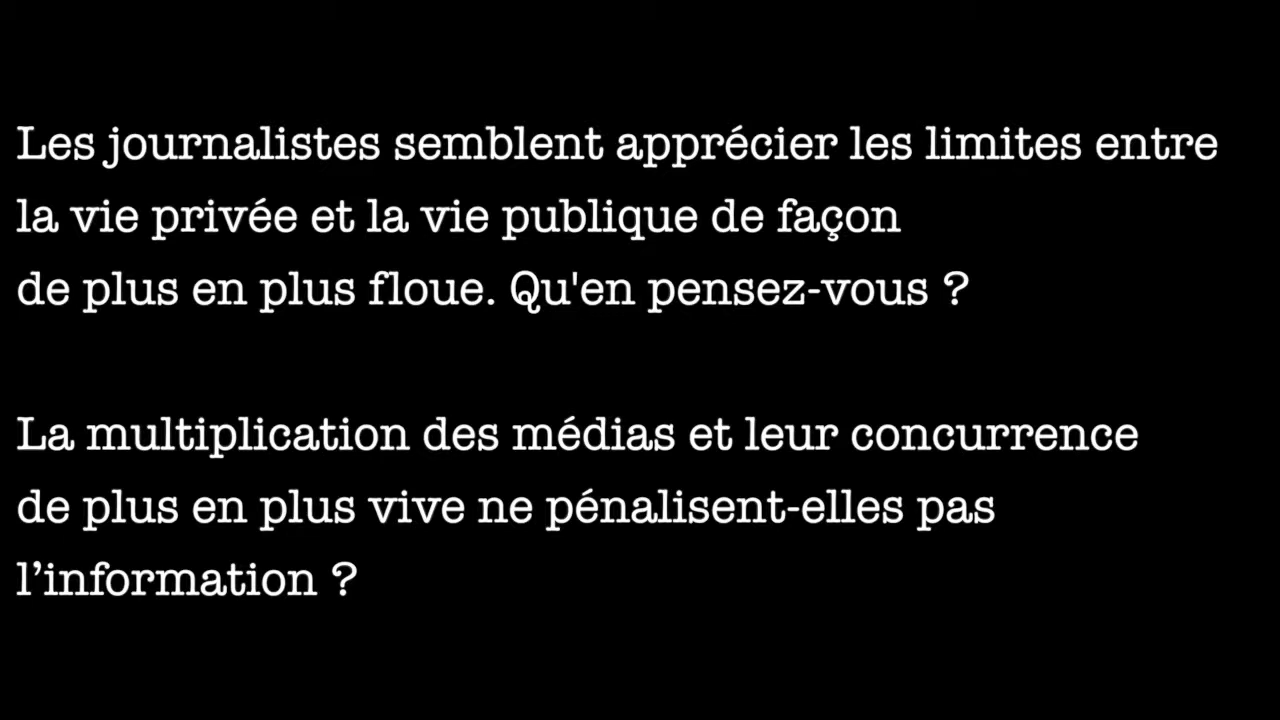 Les journalistes semblent apprécier les limites entre
la vie privée et la vie publique de façon
de plus en plus floue. Qu'en pensez-vous ?
La multiplication des médias et leur concurrence
de plus en plus vive ne pénalisent-elles pas
l’information ?